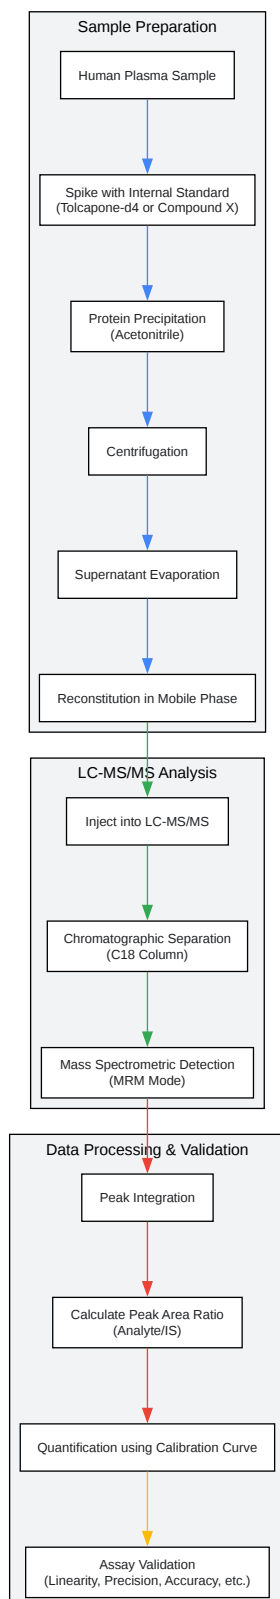 Sample Preparation
Human Plasma Sample
Spike with Internal Standard
(Tolcapone-d4 or Compound X)
Protein Precipitation
(Acetonitrile)
Centrifugation
Supernatant Evaporation
Reconstitution in Mobile Phase
LC-MS/MS Analysis
Inject into LC-MS/MS
Chromatographic Separation
(C18 Column)
Mass Spectrometric Detection
(MRM Mode)
Data Processing & Validation
Peak Integration
Calculate Peak Area Ratio
(Analyte/IS)
Quantification using Calibration Curve
Assay Validation
(Linearity, Precision, Accuracy, etc.)